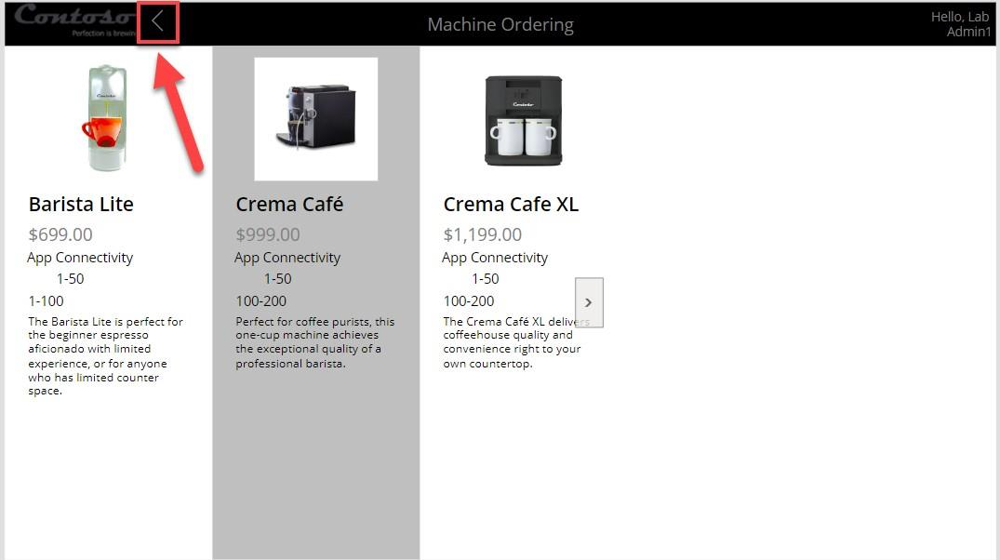 Contoso
Perfection is brewin
Machine Ordering
Hello, Lab
Admin1
Contoso
Barista Lite
$699.00
App Connectivity
1-50
1-100
The Barista Lite is perfect for
the beginner espresso
aficionado with limited
experience, or for anyone
who has limited counter
space.
Crema Café
$999.00
App Connectivity
1-50
100-200
Perfect for coffee purists, this
one-cup machine achieves
the exceptional quality of a
professional barista.
Contoso
Crema Cafe XL
$1,199.00
App Connectivity
1-50
100-200
The Crema Café XL delivers
coffeehouse quality and
convenience right to your
own countertop.